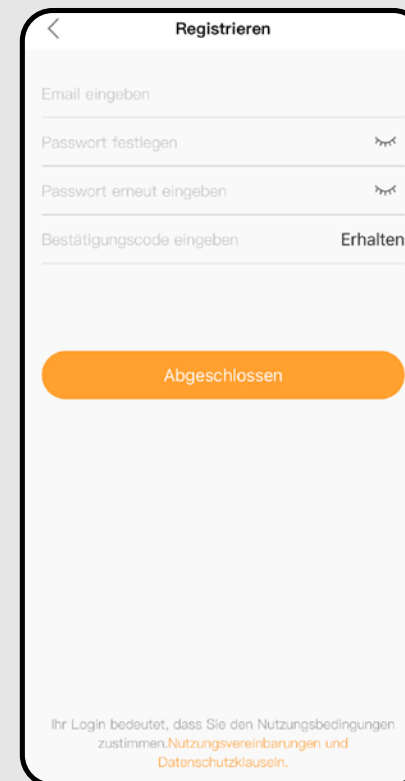 Registrieren
Email eingeben
Passwort festlegen
Passwort erneut eingeben
Bestätigungscode eingeben Erhalten
Abgeschlossen
Ihr Login bedeutet, dass Sie den Nutzungsbedingungen
zustimmen.Nutzungsvereinbarungen und
Datenschutzklauseln.